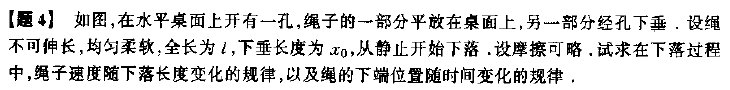 【题4】 如图,在水平桌面上开有一孔,绳子的一部分平放在桌面上,另一部分经孔下垂.设绳
不可伸长,均匀柔软,全长为 l,下垂长度为 x₀,从静止开始下落.设摩擦可略.试求在下落过程
中,绳子速度随下落长度变化的规律,以及绳的下端位置随时间变化的规律.